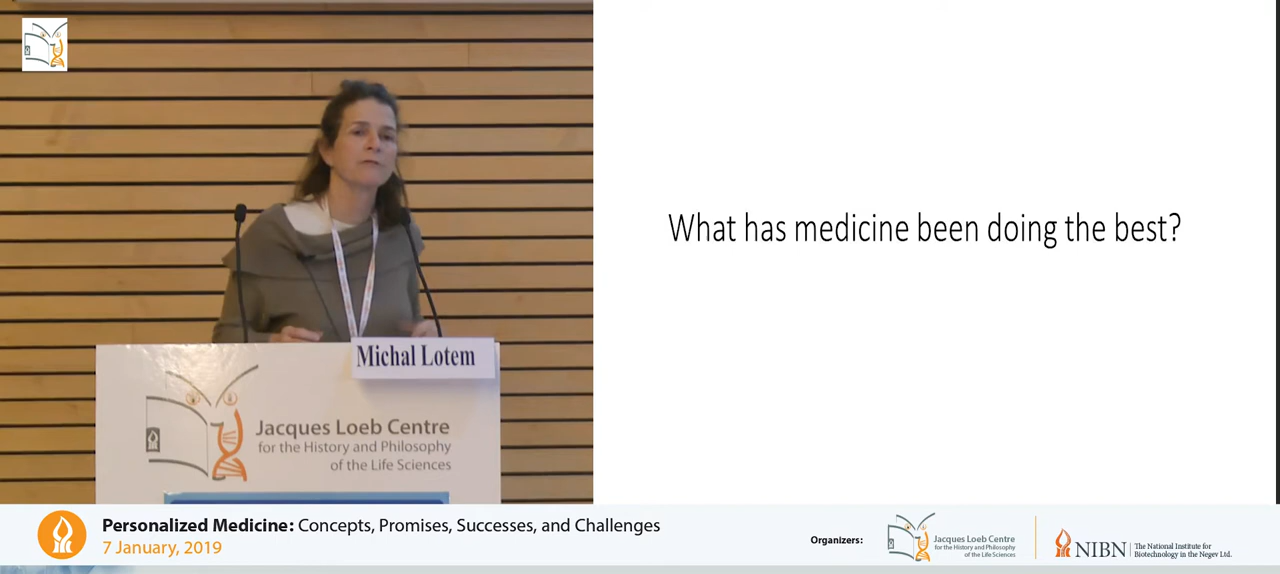 What has medicine been doing the best?
Michal Lotem
Jacques Loeb Centre
for the History and Philosophy
of the Life Sciences
Personalized Medicine: Concepts, Promises, Successes, and Challenges
7 January, 2019
Organizers:
Jacques Loeb Centre
for the History and Philosophy
of the Life Sciences
NIBN
The National Institute for
Biotechnology in the Negev Ltd.